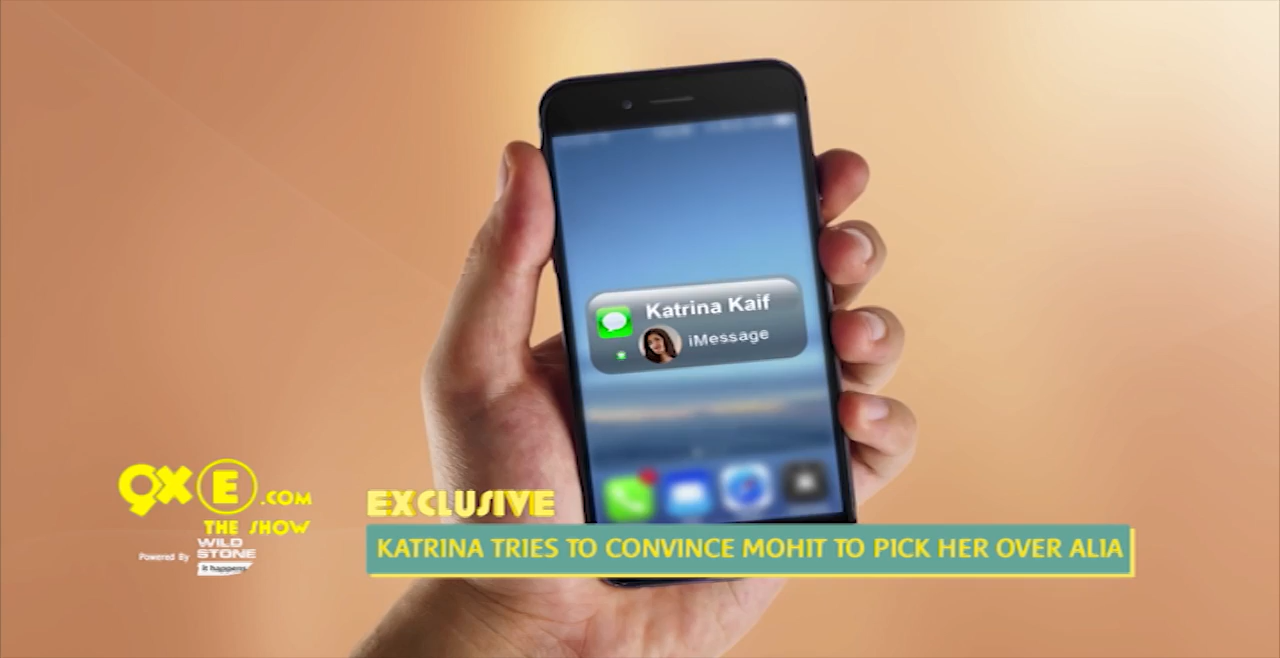 Katrina Kaif
iMessage
9X E .COM
THE SHOW
Powered By WILD STONE
it happens
EXCLUSIVE
KATRINA TRIES TO CONVINCE MOHIT TO PICK HER OVER ALIA